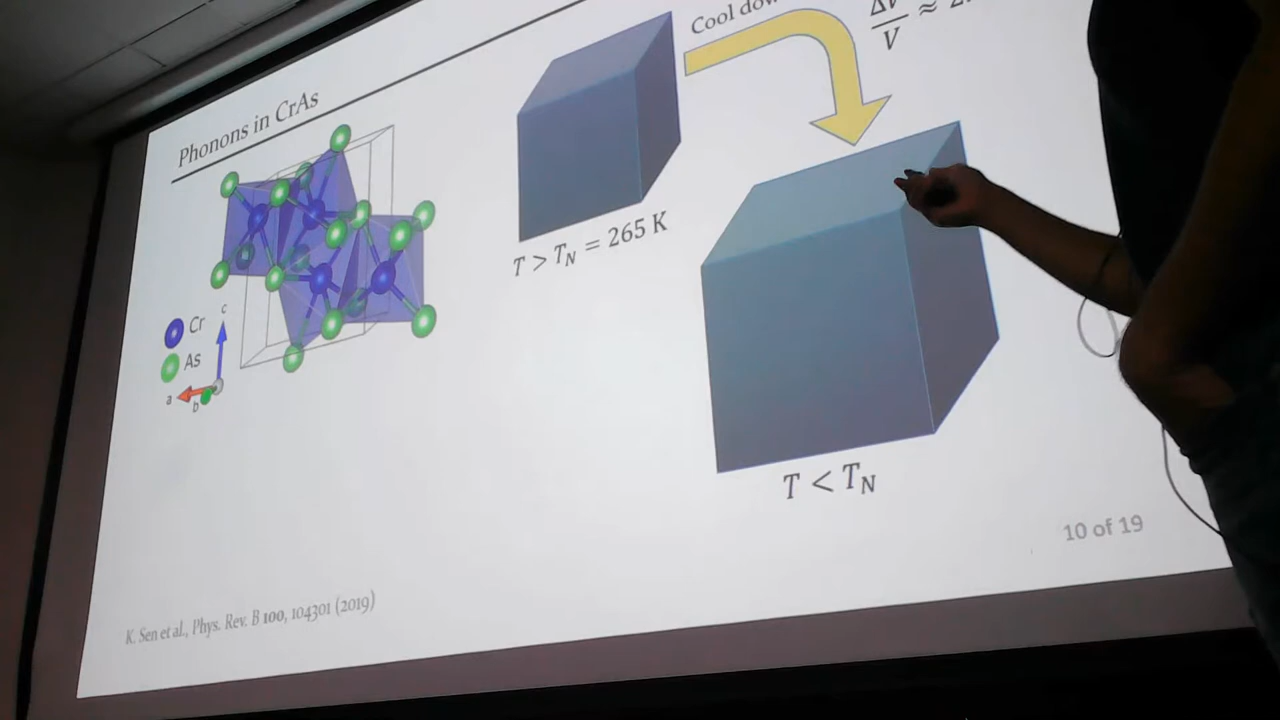 Phonons in CrAs
Cool
ΔV
V
≈
T > T_N = 265 K
Cr
As
c
a
b
T < T_N
10 of 19
K. Sen et al., Phys. Rev. B 100, 104301 (2019)